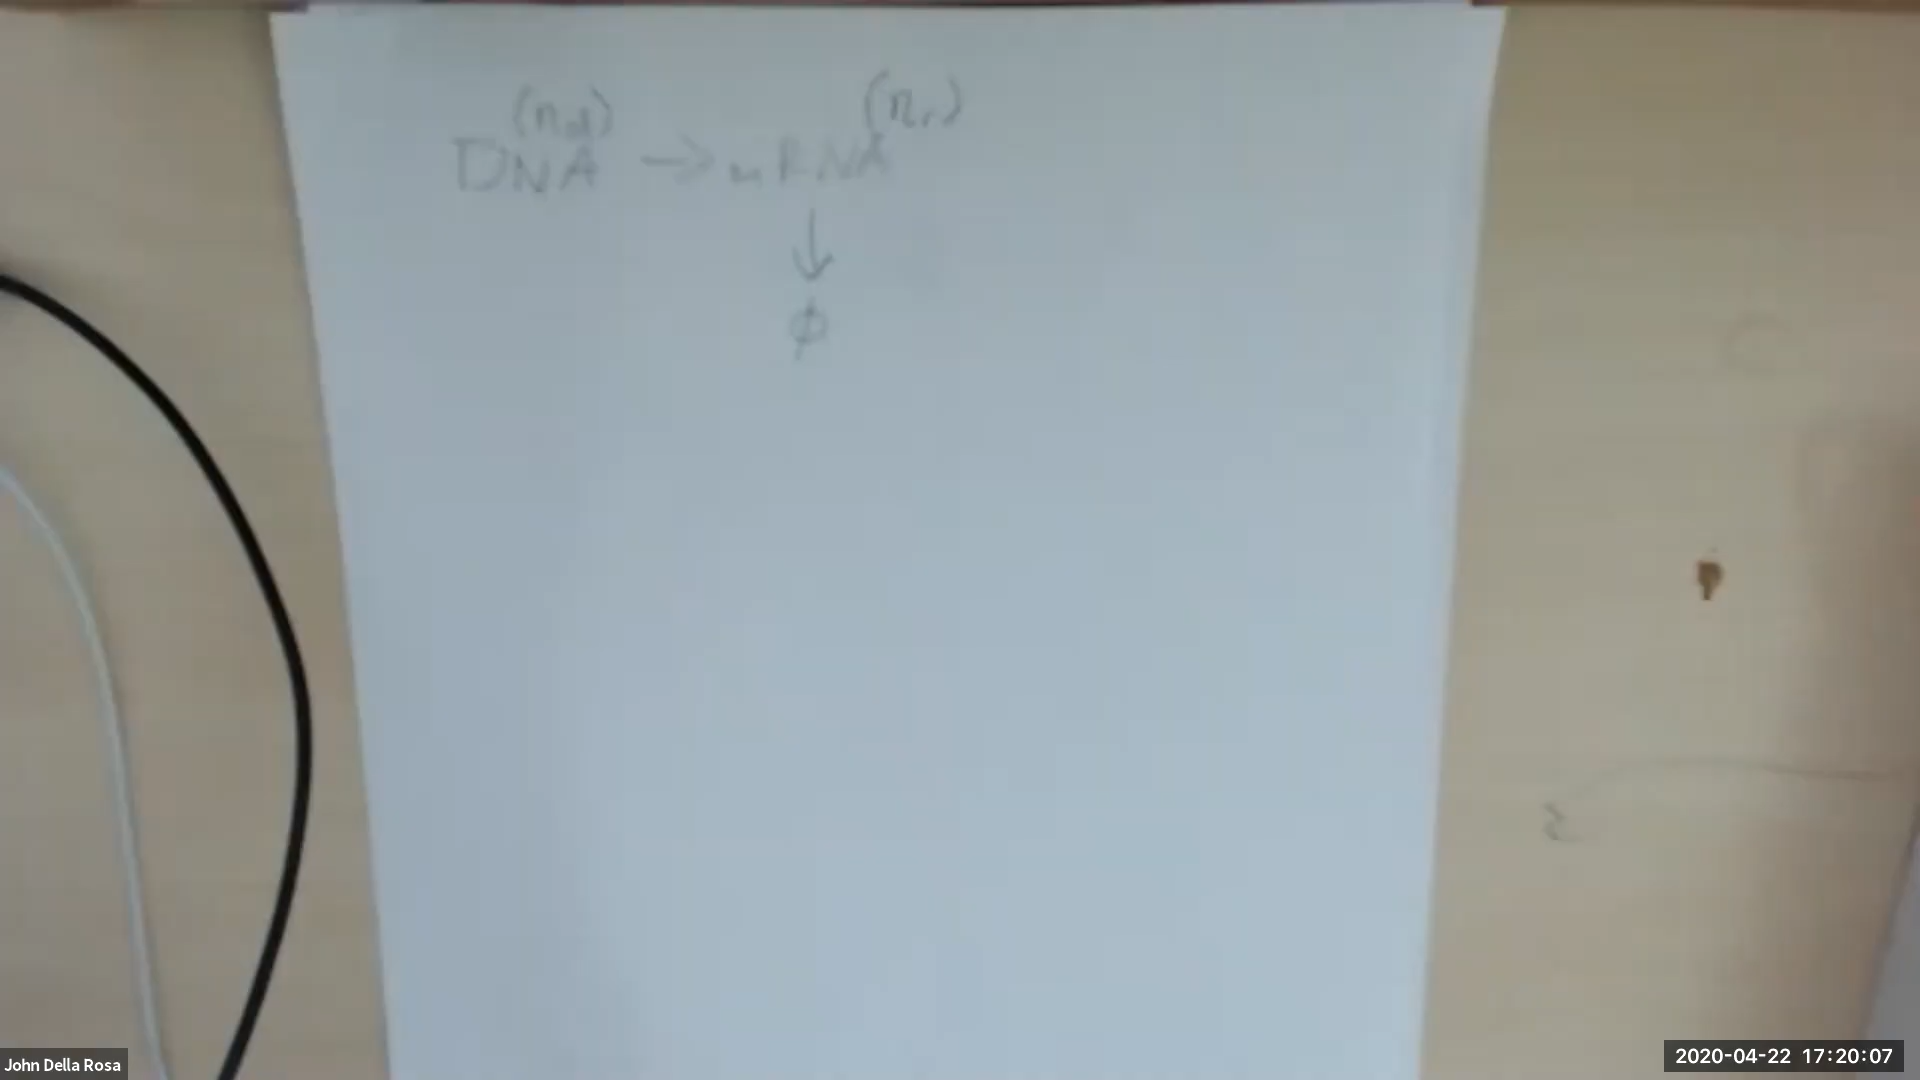 (n_d) (n_r)
DNA → mRNA
↓
ϕ
John Della Rosa
2020-04-22 17:20:07